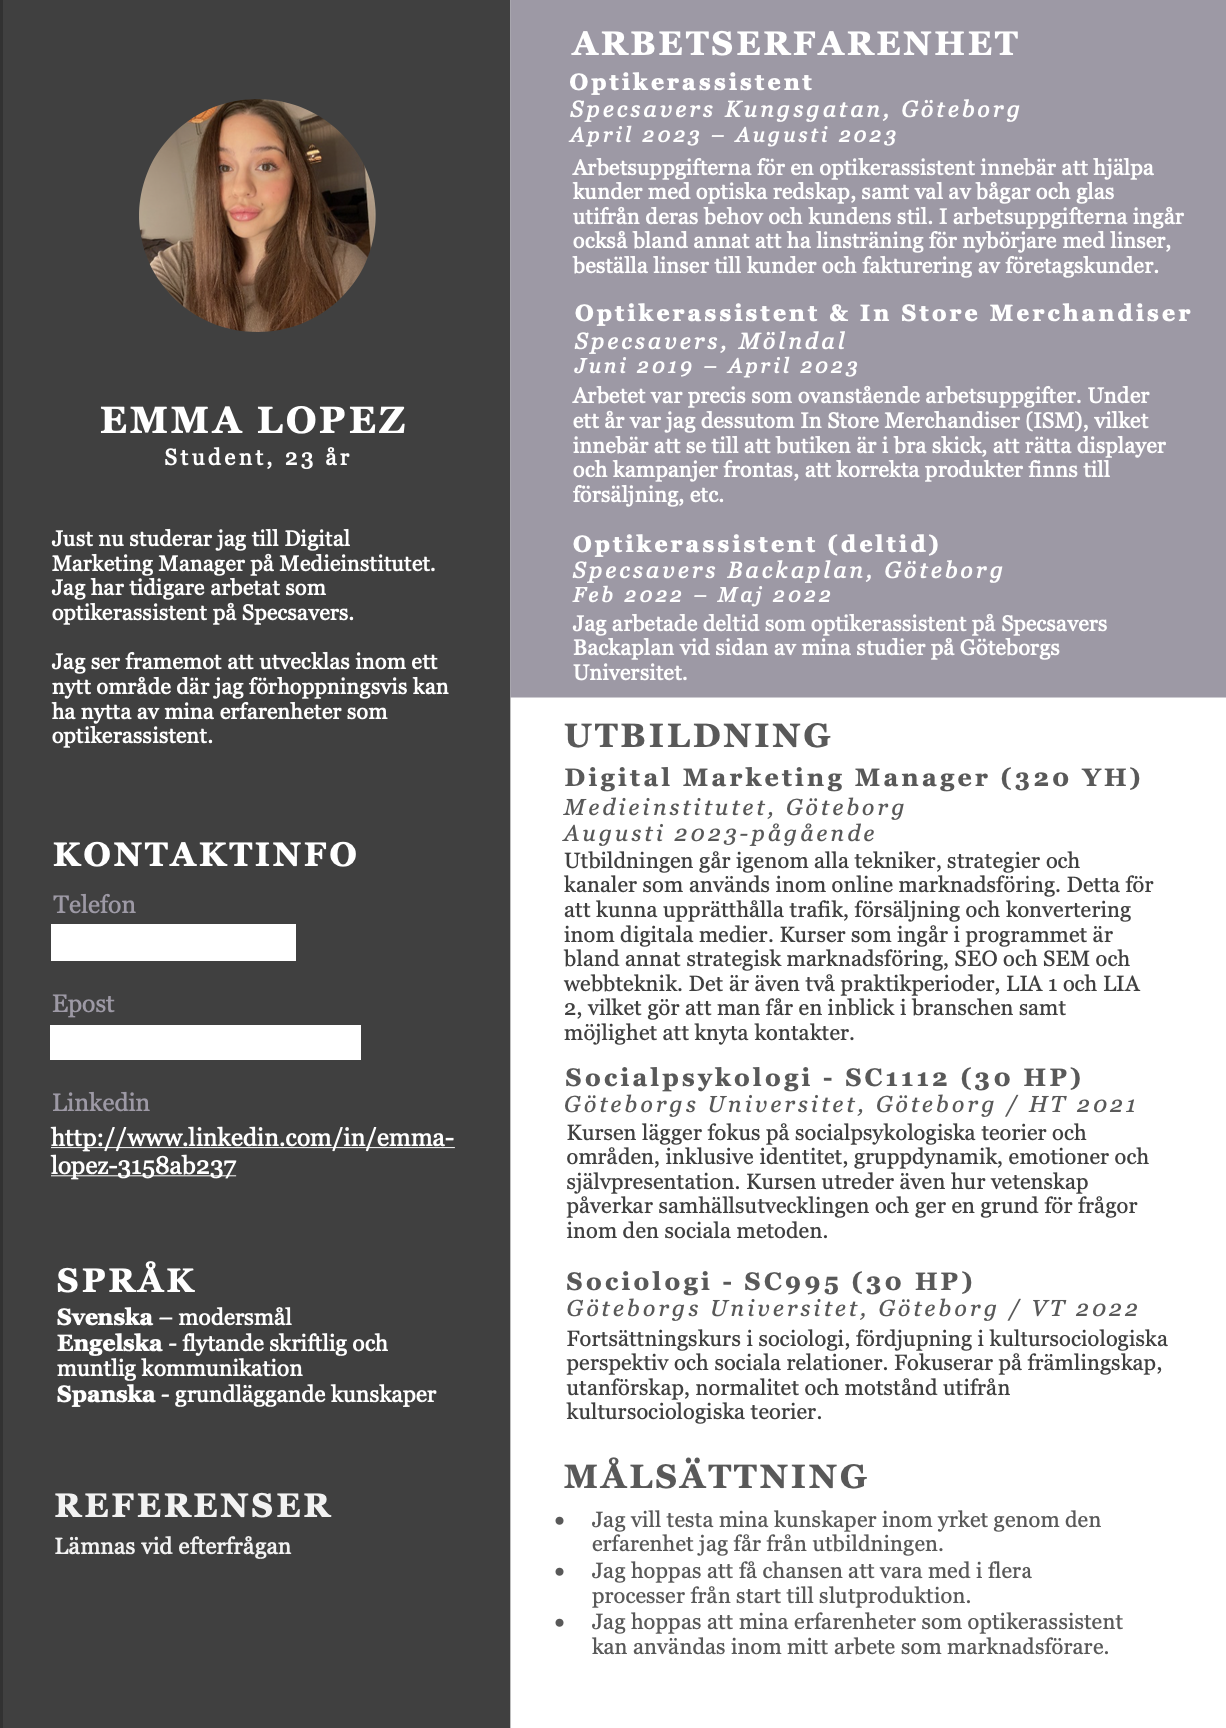 EMMA LOPEZ
Student, 23 år
Just nu studerar jag till Digital
Marketing Manager på Medieinstitutet.
Jag har tidigare arbetat som
optikerassistent på Specsavers.
Jag ser framemot att utvecklas inom ett
nytt område där jag förhoppningsvis kan
ha nytta av mina erfarenheter som
optikerassistent.
KONTAKTINFO
Telefon
Epost
Linkedin
http://www.linkedin.com/in/emma-
lopez-3158ab237
SPRÅK
Svenska – modersmål
Engelska - flytande skriftlig och
muntlig kommunikation
Spanska - grundläggande kunskaper
REFERENSER
Lämnas vid efterfrågan
ARBETSERFARENHET
Optikerassistent
Specsavers Kungsgatan, Göteborg
April 2023 – Augusti 2023
Arbetsuppgifterna för en optikerassistent innebär att hjälpa
kunder med optiska redskap, samt val av bågar och glas
utifrån deras behov och kundens stil. I arbetsuppgifterna ingår
också bland annat att ha linsträning för nybörjare med linser,
beställa linser till kunder och fakturering av företagskunder.
Optikerassistent & In Store Merchandiser
Specsavers, Mölndal
Juni 2019 – April 2023
Arbetet var precis som ovanstående arbetsuppgifter. Under
ett år var jag dessutom In Store Merchandiser (ISM), vilket
innebär att se till att butiken är i bra skick, att rätta displayer
och kampanjer frontas, att korrekta produkter finns till
försäljning, etc.
Optikerassistent (deltid)
Specsavers Backaplan, Göteborg
Feb 2022 – Maj 2022
Jag arbetade deltid som optikerassistent på Specsavers
Backaplan vid sidan av mina studier på Göteborgs
Universitet.
UTBILDNING
Digital Marketing Manager (320 YH)
Medieinstitutet, Göteborg
Augusti 2023-pågående
Utbildningen går igenom alla tekniker, strategier och
kanaler som används inom online marknadsföring. Detta för
att kunna upprätthålla trafik, försäljning och konvertering
inom digitala medier. Kurser som ingår i programmet är
bland annat strategisk marknadsföring, SEO och SEM och
webbteknik. Det är även två praktikperioder, LIA 1 och LIA
2, vilket gör att man får en inblick i branschen samt
möjlighet att knyta kontakter.
Socialpsykologi - SC1112 (30 HP)
Göteborgs Universitet, Göteborg / HT 2021
Kursen lägger fokus på socialpsykologiska teorier och
områden, inklusive identitet, gruppdynamik, emotioner och
självpresentation. Kursen utreder även hur vetenskap
påverkar samhällsutvecklingen och ger en grund för frågor
inom den sociala metoden.
Sociologi - SC995 (30 HP)
Göteborgs Universitet, Göteborg / VT 2022
Fortsättningskurs i sociologi, fördjupning i kultursociologiska
perspektiv och sociala relationer. Fokuserar på främlingskap,
utanförskap, normalitet och motstånd utifrån
kultursociologiska teorier.
MÅLSÄTTNING
• Jag vill testa mina kunskaper inom yrket genom den
erfarenhet jag får från utbildningen.
• Jag hoppas att få chansen att vara med i flera
processer från start till slutproduktion.
• Jag hoppas att mina erfarenheter som optikerassistent
kan användas inom mitt arbete som marknadsförare.